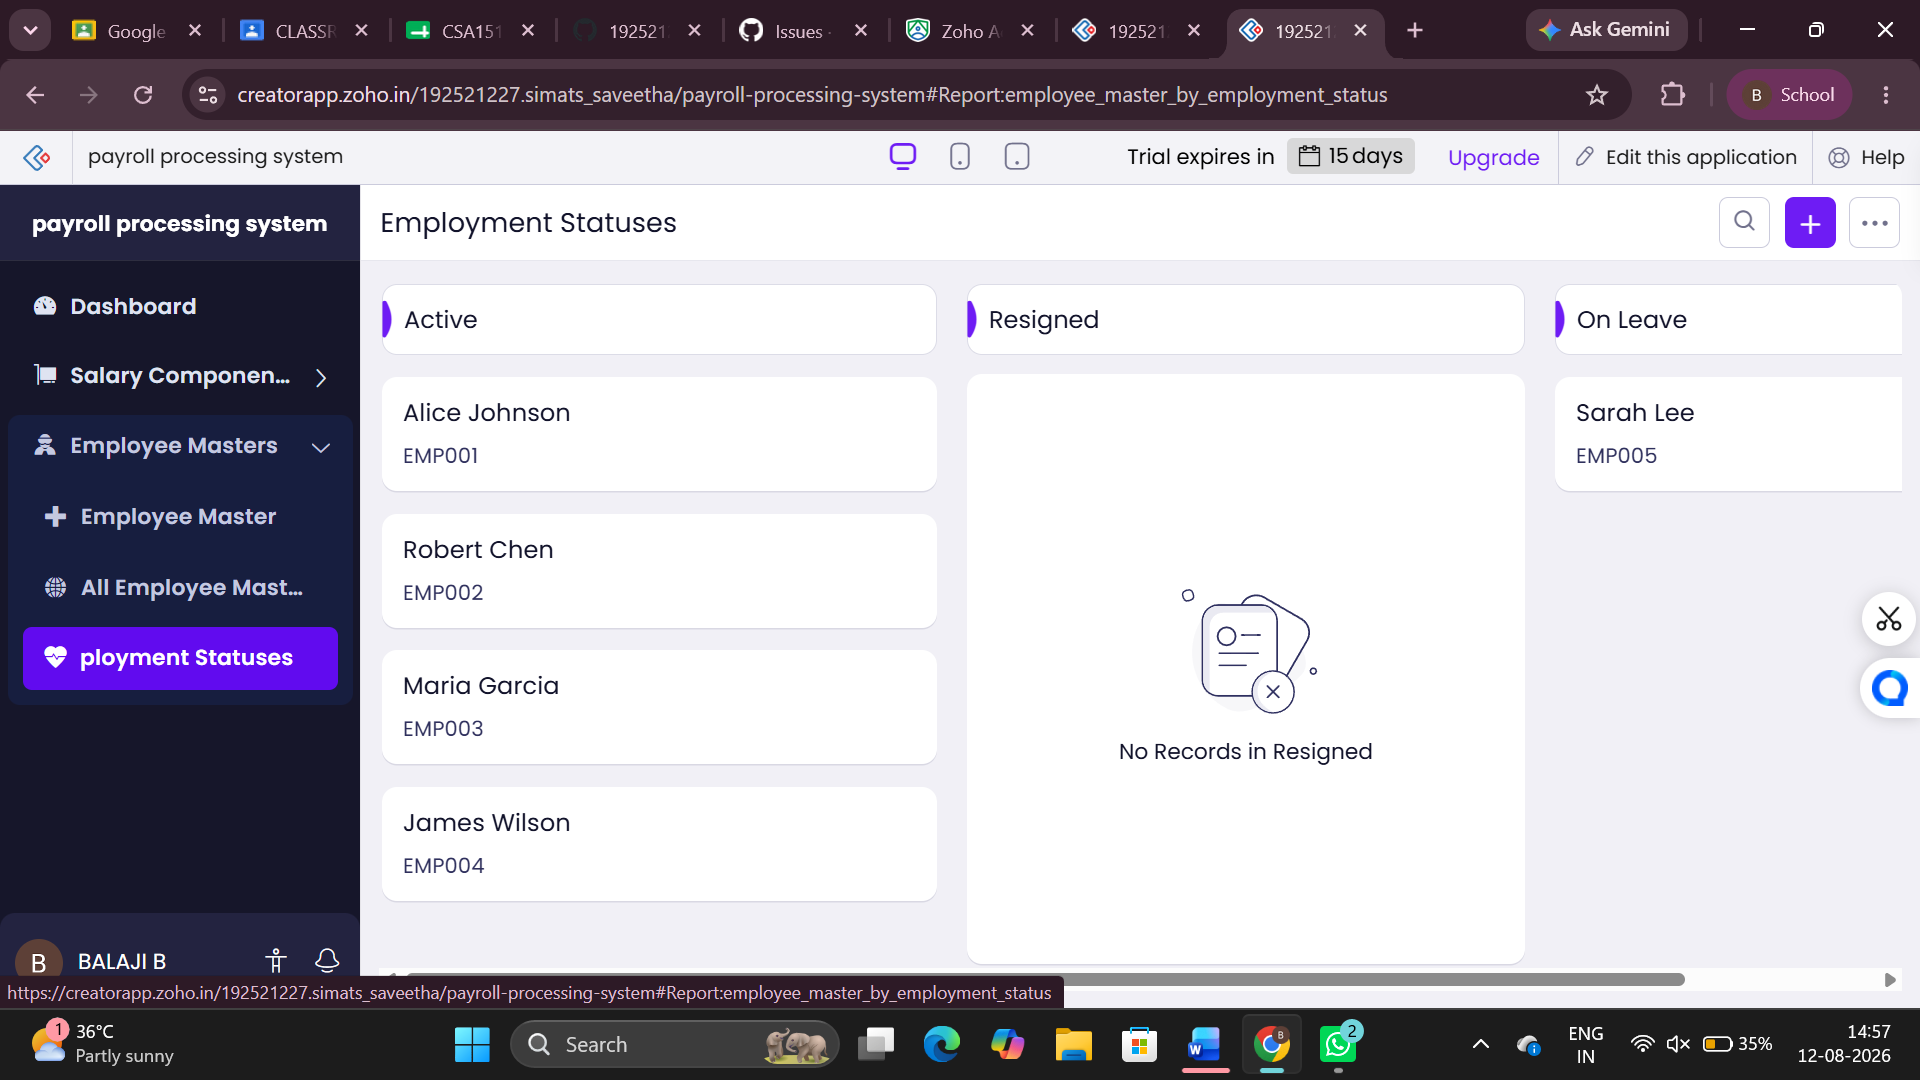 Google
CLASSR
CSA151
192521
Issues ·
Zoho A
192521
192521
Ask Gemini
creatorapp.zoho.in/192521227.simats_saveetha/payroll-processing-system#Report:employee_master_by_employment_status
B School
payroll processing system
Trial expires in 15 days
Upgrade
Edit this application
Help
payroll processing system
Employment Statuses
Dashboard
Salary Componen...
Employee Masters
Employee Master
All Employee Mast...
ployment Statuses
Active
Alice Johnson
EMP001
Robert Chen
EMP002
Maria Garcia
EMP003
James Wilson
EMP004
Resigned
No Records in Resigned
On Leave
Sarah Lee
EMP005
B BALAJI B
https://creatorapp.zoho.in/192521227.simats_saveetha/payroll-processing-system#Report:employee_master_by_employment_status
1
36°C
Partly sunny
Search
2
ENG
IN
35%
14:57
12-08-2026